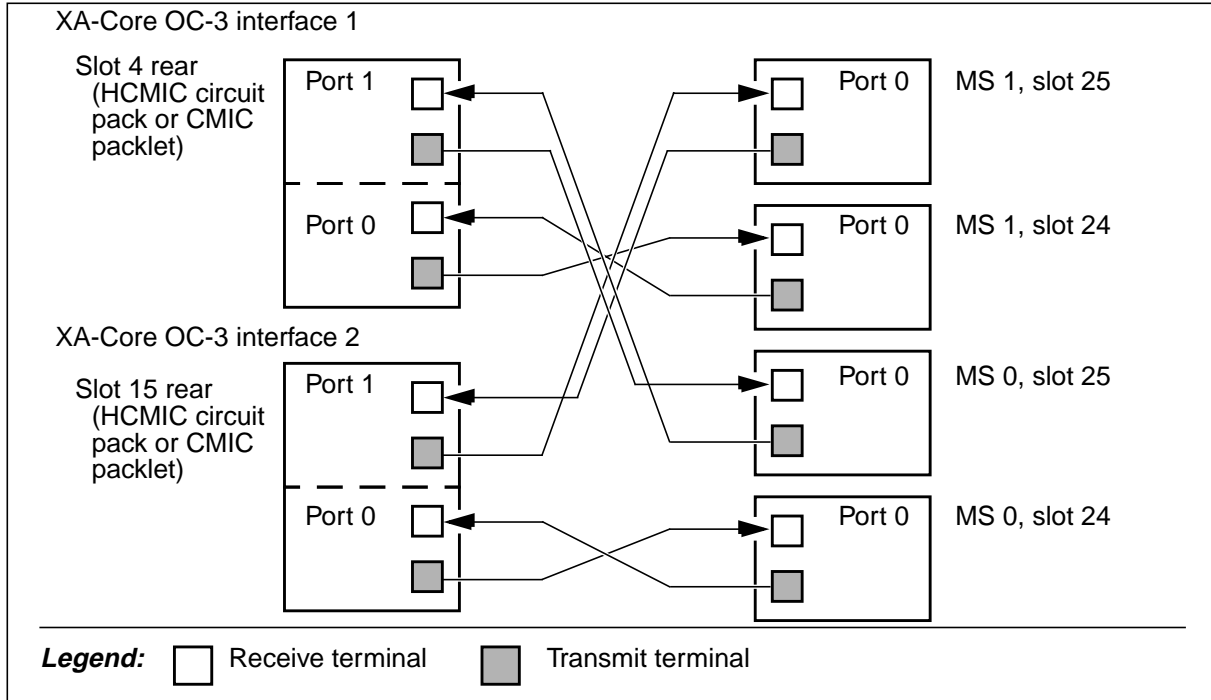 XA-Core OC-3 interface 1
Slot 4 rear
(HCMIC circuit
pack or CMIC
packlet)
Port 1
Port 0
XA-Core OC-3 interface 2
Slot 15 rear
(HCMIC circuit
pack or CMIC
packlet)
Port 1
Port 0
Port 0 MS 1, slot 25
Port 0 MS 1, slot 24
Port 0 MS 0, slot 25
Port 0 MS 0, slot 24
Legend: Receive terminal Transmit terminal